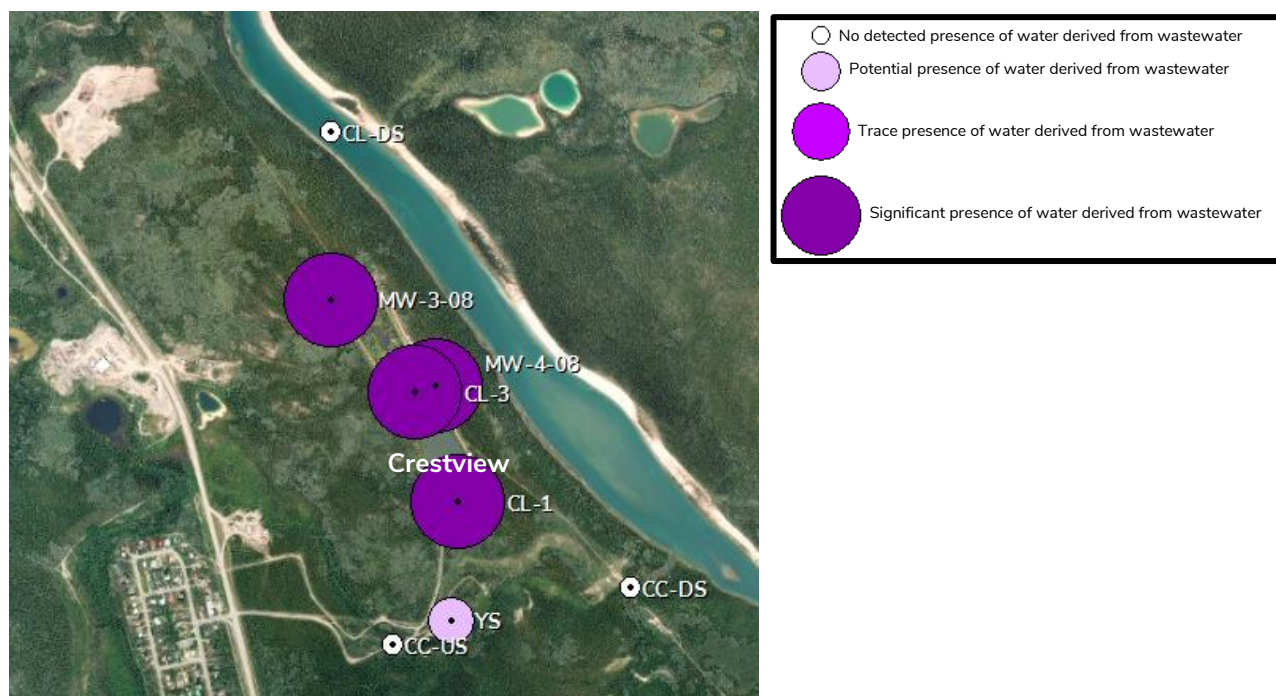 No detected presence of water derived from wastewater
Potential presence of water derived from wastewater
Trace presence of water derived from wastewater
Significant presence of water derived from wastewater
CL-DS
MW-3-08
MW-4-08
CL-3
Crestview
CL-1
CC-DS
YS
CC-US